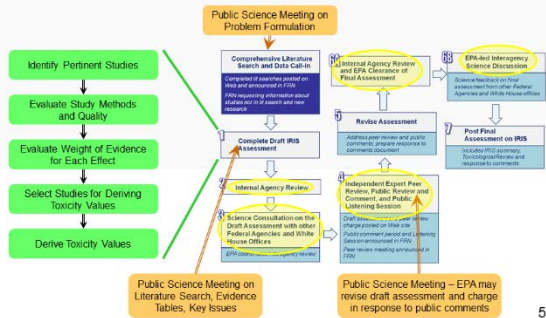 Public Science Meeting on
Problem Formulation
Identify Pertinent Studies
Evaluate Study Methods
and Quality
Evaluate Weight of Evidence
for Each Effect
Select Studies for Deriving
Toxicity Values
Derive Toxicity Values
Comprehensive Literature
Search and Data Call-in
Completed lit searches posted on
Web and announced in FRN
FRN requesting information about
studies not in lit search and new research
1
Complete Draft IRIS
Assessment
2
Internal Agency Review
3
Science Consultation on the
Draft Assessment with other
Federal Agencies and White
House Offices
4
Independent Expert Peer
Review, Public Review and
Comment, and Public
Listening Session
Draft assessment
peer review
charge posted on Web site
Public comment period and Listening
Session announced in FRN
Peer review meeting announced in
FRN
5
Revise Assessment
Address peer review and public
comments; prepare response to
comments document
6A
Internal Agency Review
and EPA Clearance of
Final Assessment
6B
EPA-led Interagency
Science Discussion
Science feedback on final
assessment from other Federal
Agencies and White House offices
7
Post Final
Assessment on IRIS
Includes IRIS summary,
Toxicological Review and
response to comments
Public Science Meeting on
Literature Search, Evidence
Tables, Key Issues
Public Science Meeting – EPA may
revise draft assessment and charge
in response to public comments
5